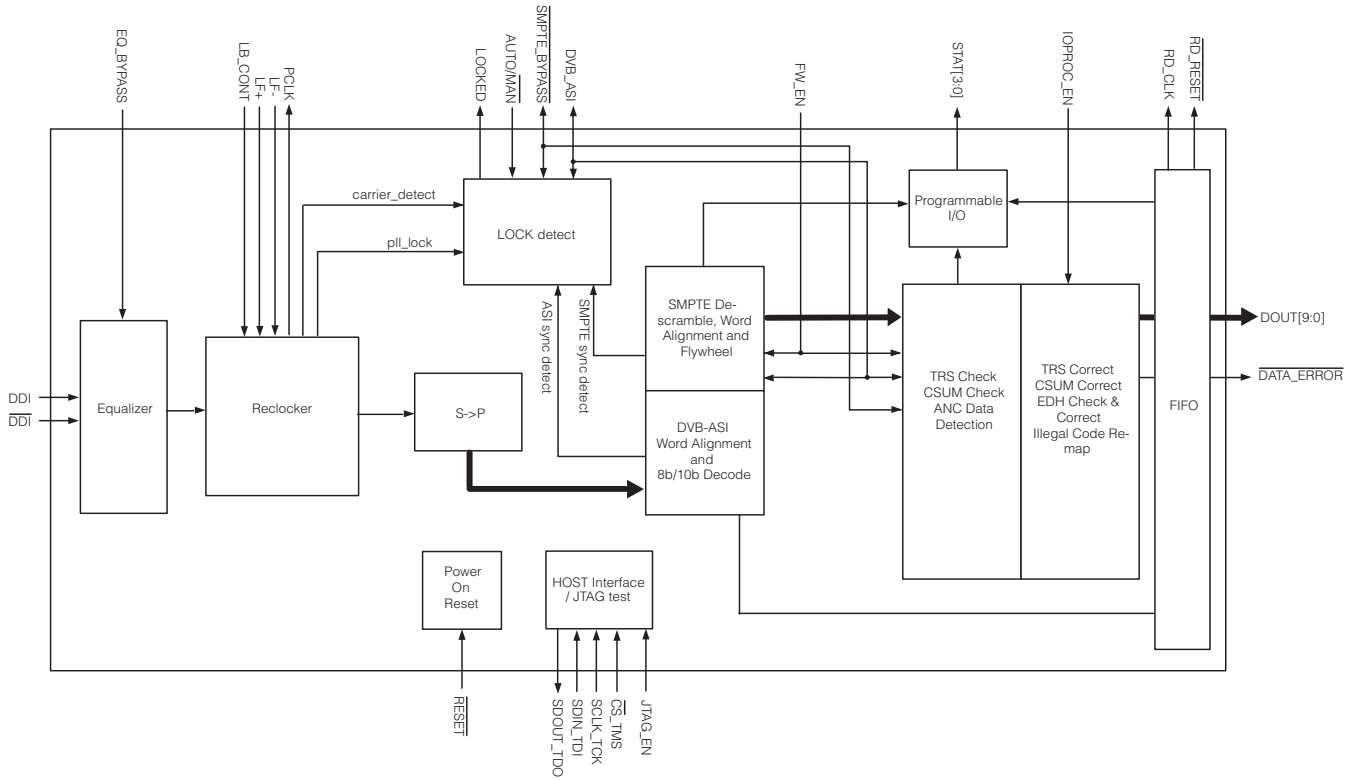 EQ_BYPASS
LB_CONT
LF+
LF-
PCLK
LOCKED
AUTO/MAN
SMPTE_BYPASS
DVB_ASI
FW_EN
STAT[3:0]
IOPROC_EN
RD_CLK
RD_RESET
carrier_detect
pll_lock
LOCK detect
Programmable
I/O
ASI sync detect
SMPTE sync detect
SMPTE De-
scramble, Word
Alignment and
Flywheel
DVB-ASI
Word Alignment
and
8b/10b Decode
TRS Check
CSUM Check
ANC Data
Detection
TRS Correct
CSUM Correct
EDH Check &
Correct
Illegal Code Re-
map
FIFO
DOUT[9:0]
DATA_ERROR
DDI
DDI
Equalizer
Reclocker
S->P
Power
On
Reset
HOST Interface
/ JTAG test
RESET
SDOUT_TDO
SDIN_TDI
SCLK_TCK
CS_TMS
JTAG_EN